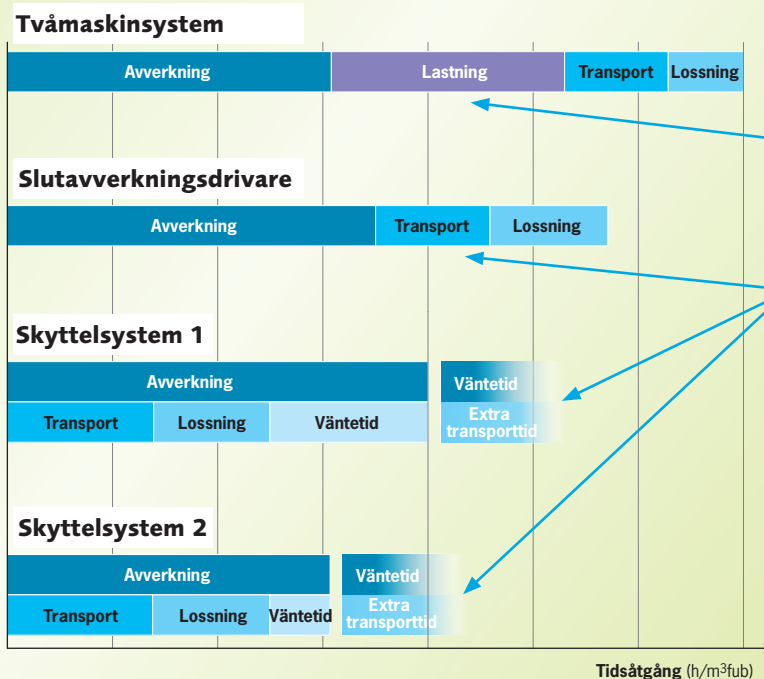 Tvåmaskinsystem
Avverkning Lastning Transport Lossning
Slutavverkningsdrivare
Avverkning Transport Lossning
Skyttelsystem 1
Avverkning Väntetid
Transport Lossning Väntetid Extra
transporttid
Skyttelsystem 2
Avverkning Väntetid
Transport Lossning Väntetid Extra
transporttid
Tidsåtgång (h/m³fub)